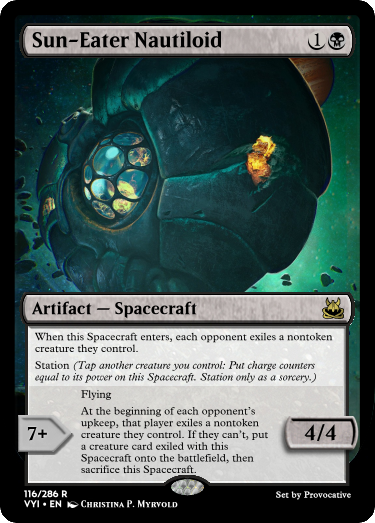 Sun-Eater Nautiloid 1
Artifact — Spacecraft
When this Spacecraft enters, each opponent exiles a nontoken
creature they control.
Station (Tap another creature you control: Put charge counters
equal to its power on this Spacecraft. Station only as a sorcery.)
Flying
7+
At the beginning of each opponent's
upkeep, that player exiles a nontoken
creature they control. If they can't, put
a creature card exiled with this
Spacecraft onto the battlefield, then
sacrifice this Spacecraft.
4/4
116/286 R
VYI • EN Christina P. Myrvold
Set by Provocative